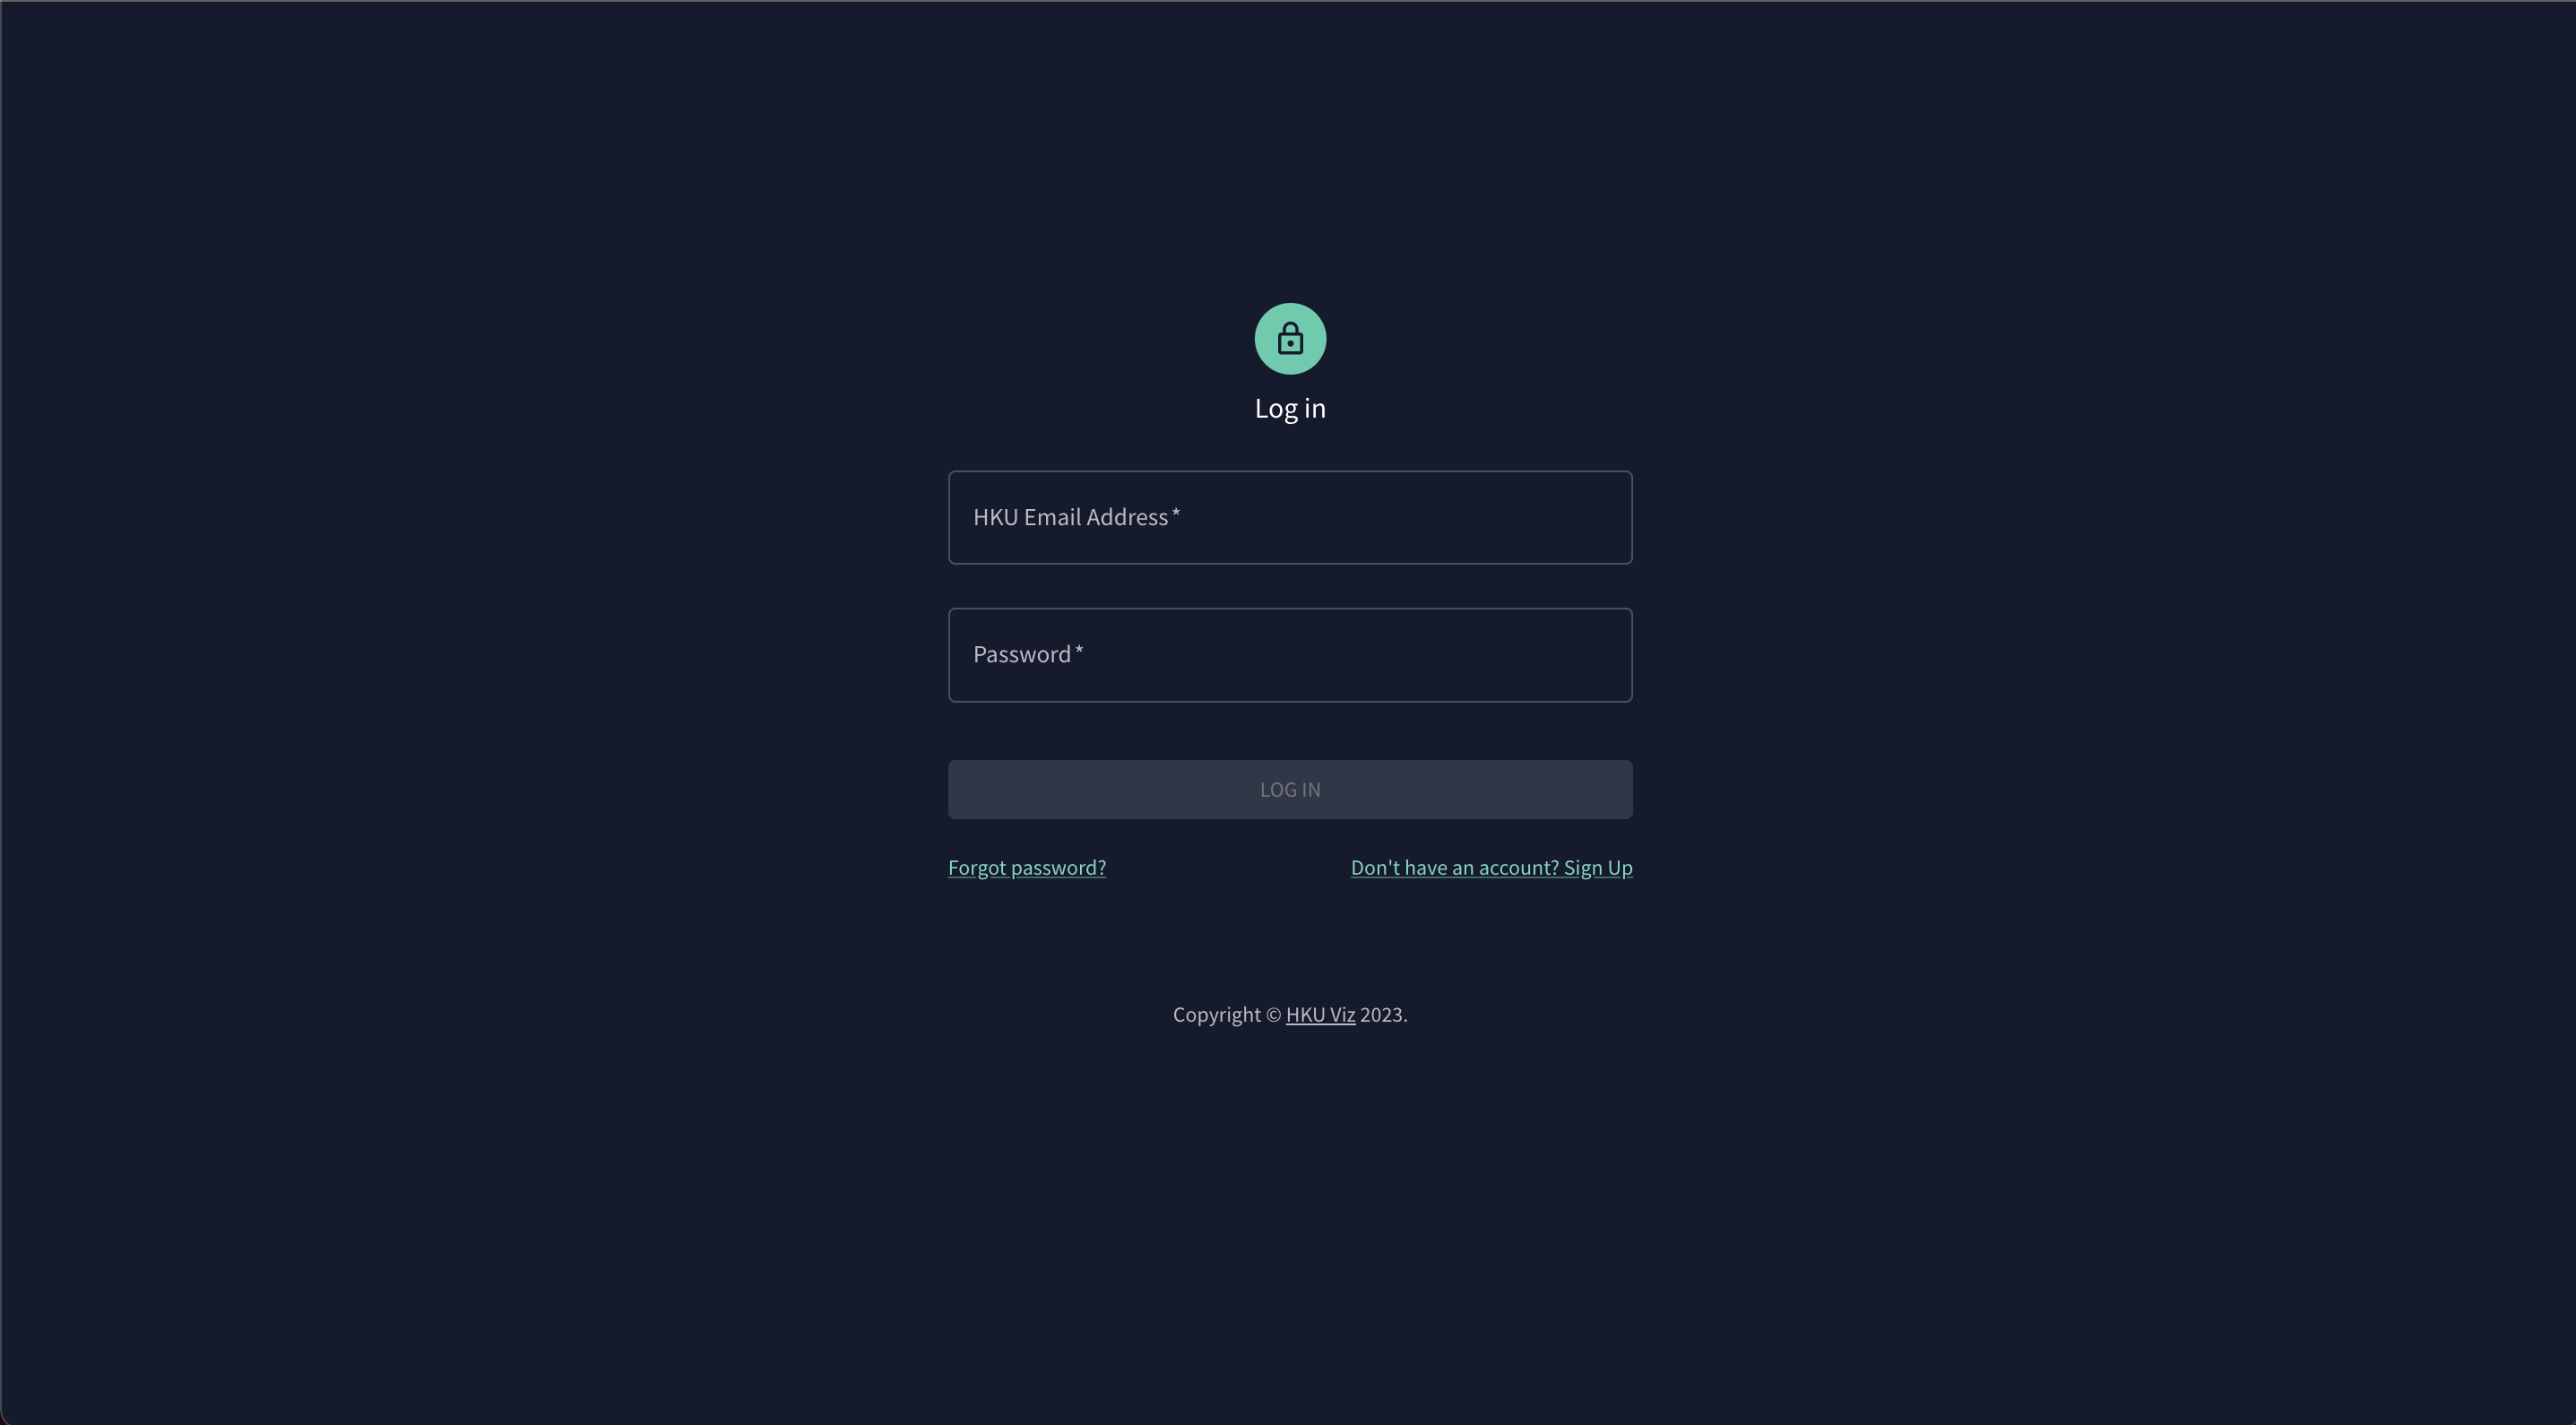 Log in
HKU Email Address *
Password *
LOG IN
Forgot password? Don't have an account? Sign Up
Copyright © HKU Viz 2023.